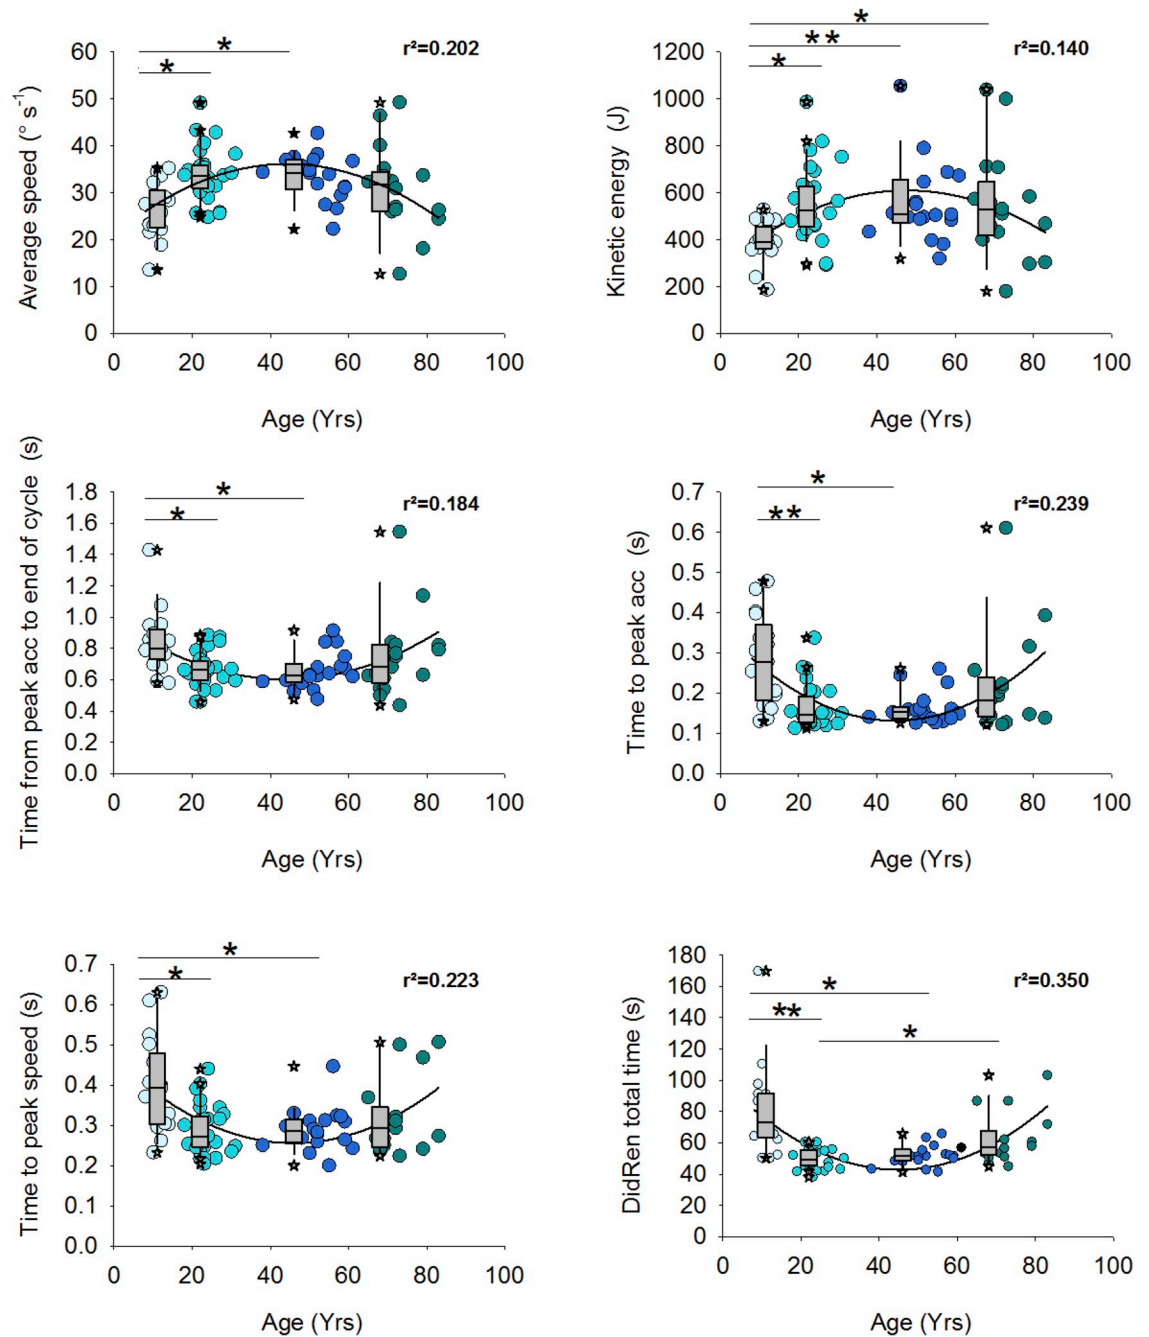 *
*
r²=0.202
60
50
40
30
20
10
0
Average speed (° s⁻¹)
0 20 40 60 80 100
Age (Yrs)
*
**
*
r²=0.140
1200
1000
800
600
400
200
0
Kinetic energy (J)
0 20 40 60 80 100
Age (Yrs)
*
*
r²=0.184
1.8
1.6
1.4
1.2
1.0
0.8
0.6
0.4
0.2
0.0
Time from peak acc to end of cycle (s)
0 20 40 60 80 100
Age (Yrs)
*
**
r²=0.239
0.7
0.6
0.5
0.4
0.3
0.2
0.1
0.0
Time to peak acc (s)
0 20 40 60 80 100
Age (Yrs)
*
*
r²=0.223
0.7
0.6
0.5
0.4
0.3
0.2
0.1
0.0
Time to peak speed (s)
0 20 40 60 80 100
Age (Yrs)
*
**
*
r²=0.350
180
160
140
120
100
80
60
40
20
0
DidRen total time (s)
0 20 40 60 80 100
Age (Yrs)